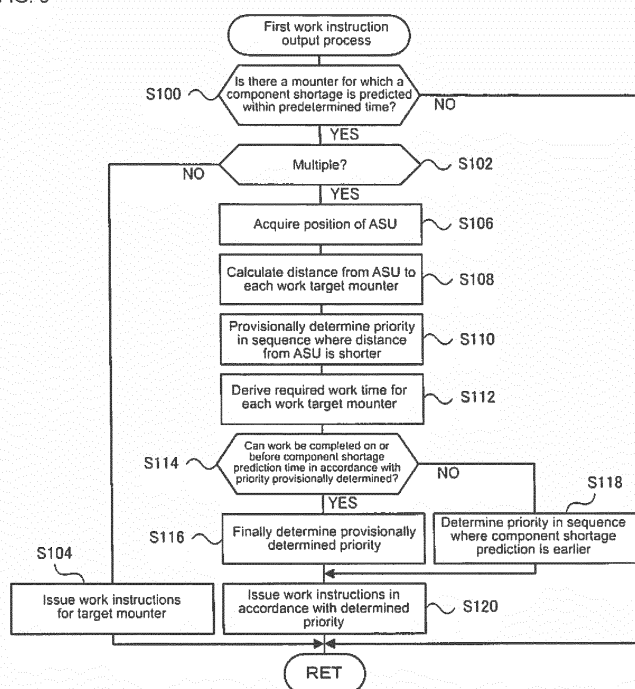 First work instruction
output process
S100
Is there a mounter for which a
component shortage is predicted
within predetermined time?
NO
YES
NO
Multiple?
S102
YES
Acquire position of ASU
S106
Calculate distance from ASU to
each work target mounter
S108
Provisionally determine priority
in sequence where distance
from ASU is shorter
S110
Derive required work time for
each work target mounter
S112
S114
Can work be completed on or
before component shortage
prediction time in accordance with
priority provisionally determined?
NO
YES
S118
S116
Finally determine provisionally
determined priority
Determine priority in sequence
where component shortage
prediction is earlier
S104
Issue work instructions
for target mounter
Issue work instructions in
accordance with determined
priority
S120
RET